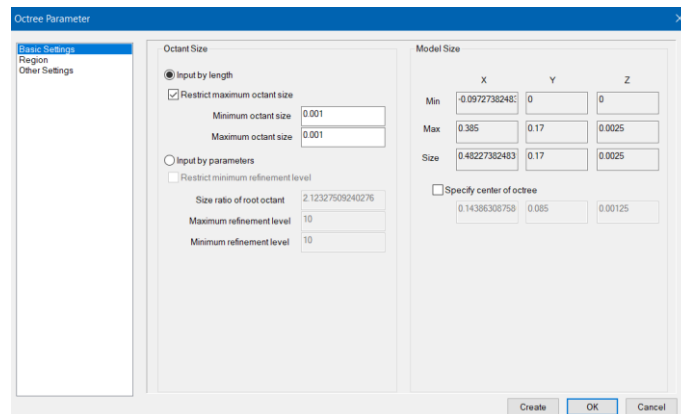 Octree Parameter
Basic Settings
Region
Other Settings
Octant Size
Input by length
Restrict maximum octant size
Minimum octant size 0.001
Maximum octant size 0.001
Input by parameters
Restrict minimum refinement level
Size ratio of root octant 2.12327509240276
Maximum refinement level 10
Minimum refinement level 10
Model Size
X Y Z
Min -0.0972738248 0 0
Max 0.385 0.17 0.0025
Size 0.48227382483 0.17 0.0025
Specify center of octree
0.14386308758 0.085 0.00125
Create OK Cancel